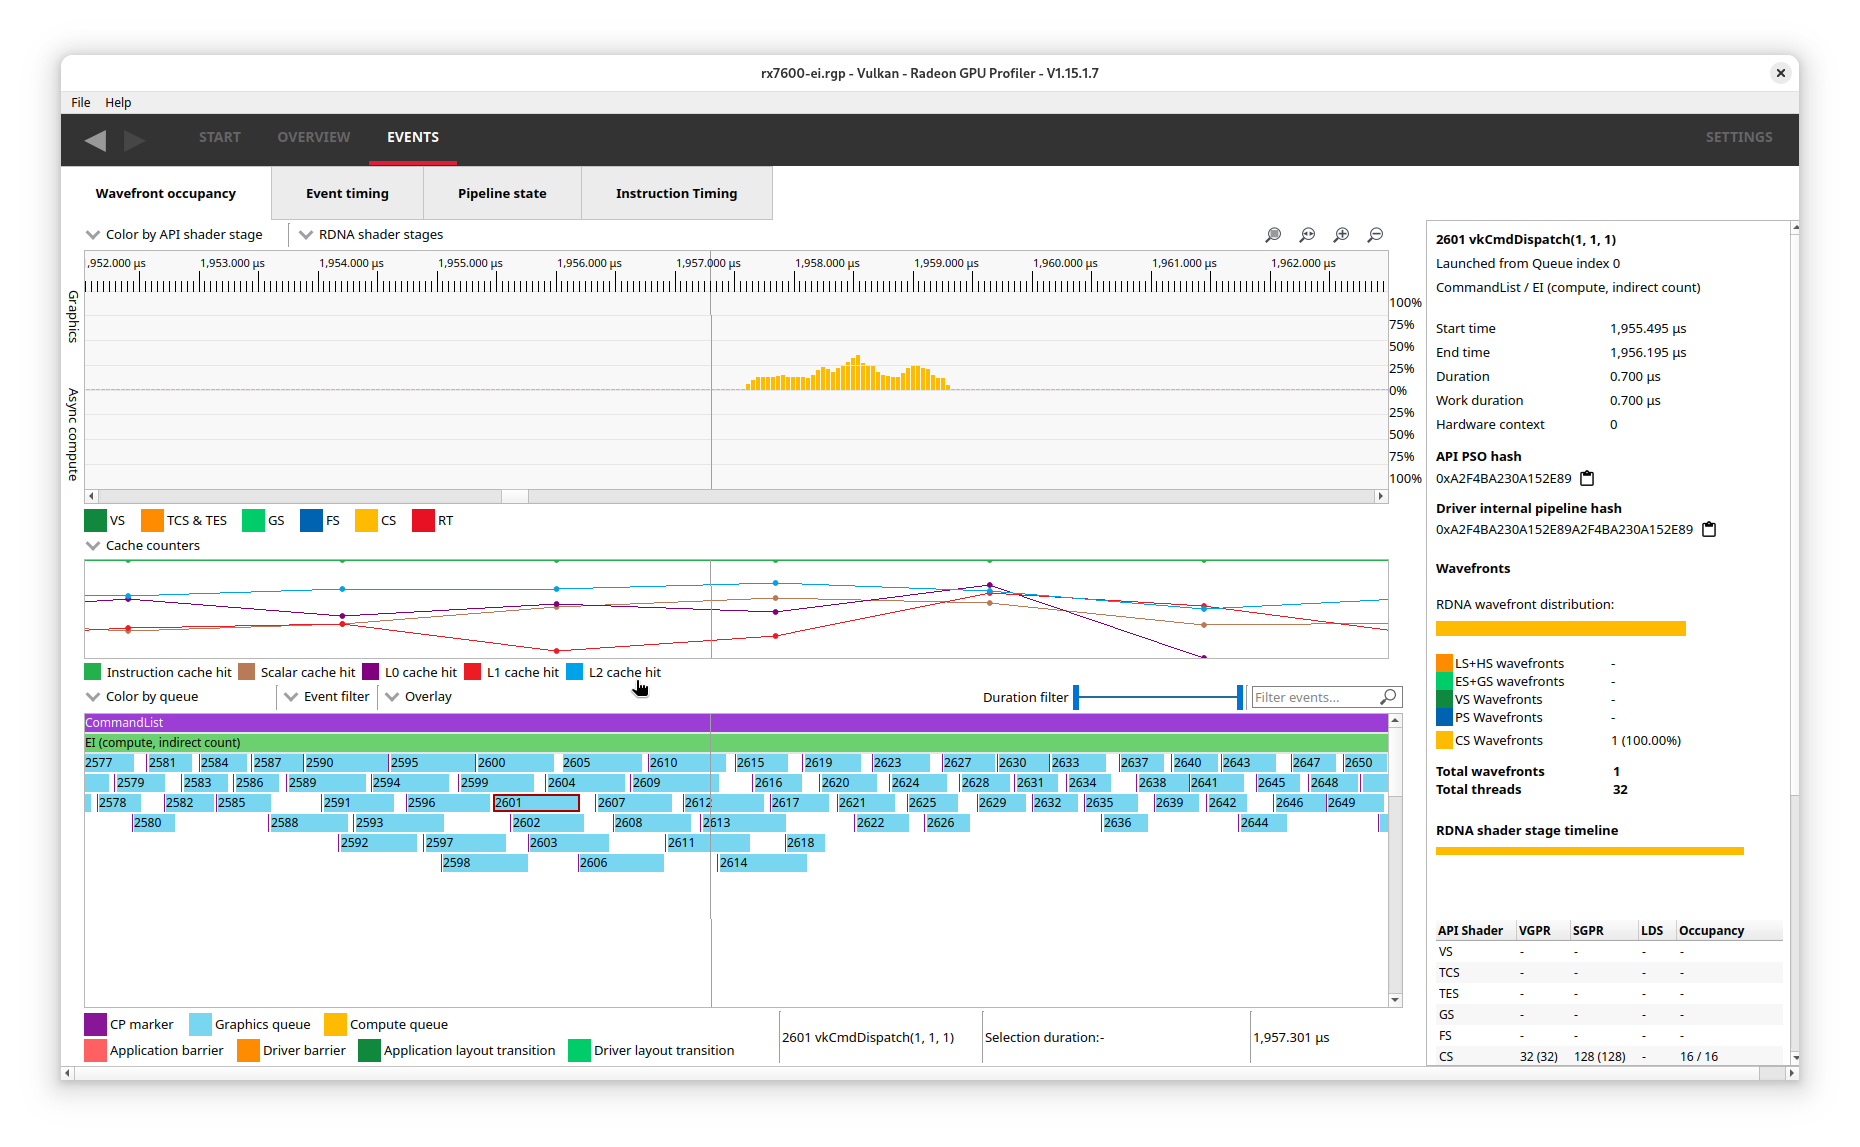 rx7600-ei.rgp - Vulkan - Radeon GPU Profiler - V1.15.1.7
File Help
START OVERVIEW EVENTS SETTINGS
Wavefront occupancy Event timing Pipeline state Instruction Timing
Color by API shader stage RDNA shader stages
,952.000 µs 1,953.000 µs 1,954.000 µs 1,955.000 µs 1,956.000 µs 1,957.000 µs 1,958.000 µs 1,959.000 µs 1,960.000 µs 1,961.000 µs 1,962.000 µs
Graphics
Async compute
100%
75%
50%
25%
0%
25%
50%
75%
100%
VS TCS & TES GS FS CS RT
Cache counters
Instruction cache hit Scalar cache hit L0 cache hit L1 cache hit L2 cache hit
Color by queue Event filter Overlay Duration filter Filter events...
CommandList
EI (compute, indirect count)
2577 2581 2584 2587 2590 2595 2600 2605 2610 2615 2619 2623 2627 2630 2633 2637 2640 2643 2647 2650
2579 2583 2586 2589 2594 2599 2604 2609 2616 2620 2624 2628 2631 2634 2638 2641 2645 2648
2578 2582 2585 2591 2596 2601 2607 2612 2617 2621 2625 2629 2632 2635 2639 2642 2646 2649
2580 2588 2593 2602 2608 2613 2622 2626 2636 2644
2592 2597 2603 2611 2618
2598 2606 2614
CP marker Graphics queue Compute queue
Application barrier Driver barrier Application layout transition Driver layout transition
2601 vkCmdDispatch(1, 1, 1) Selection duration:- 1,957.301 µs
2601 vkCmdDispatch(1, 1, 1)
Launched from Queue index 0
CommandList / EI (compute, indirect count)
Start time 1,955.495 µs
End time 1,956.195 µs
Duration 0.700 µs
Work duration 0.700 µs
Hardware context 0
API PSO hash
0xA2F4BA230A152E89
Driver internal pipeline hash
0xA2F4BA230A152E89A2F4BA230A152E89
Wavefronts
RDNA wavefront distribution:
LS+HS wavefronts -
ES+GS wavefronts -
VS Wavefronts -
PS Wavefronts -
CS Wavefronts 1 (100.00%)
Total wavefronts 1
Total threads 32
RDNA shader stage timeline
API Shader VGPR SGPR LDS Occupancy
VS - - - -
TCS - - - -
TES - - - -
GS - - - -
FS - - - -
CS 32 (32) 128 (128) - 16 / 16